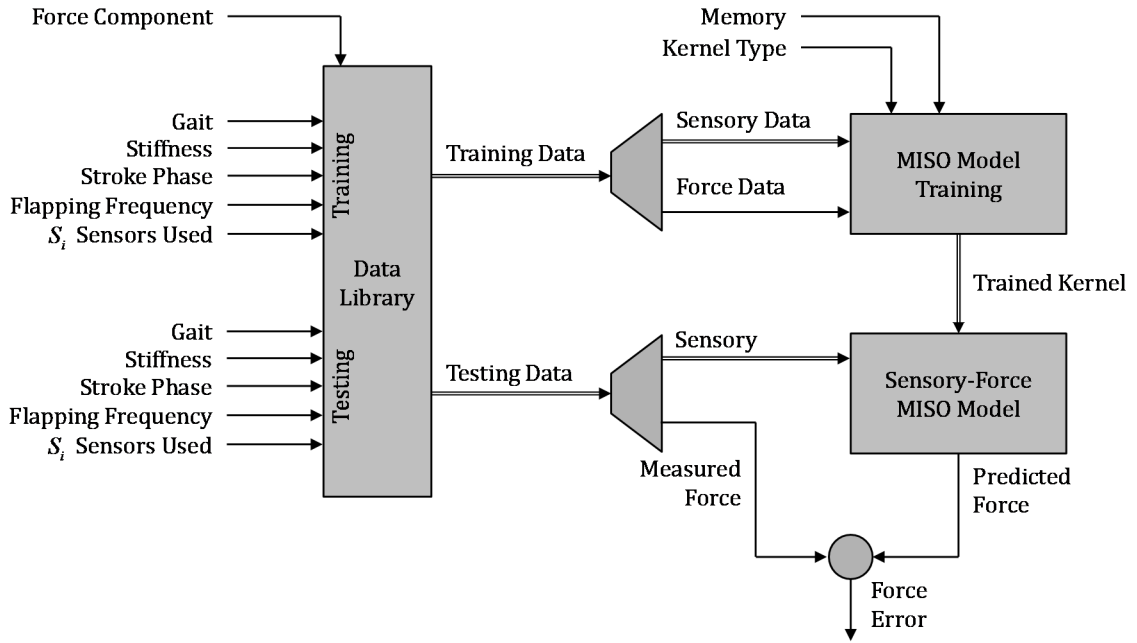 Force Component
Memory
Kernel Type
Gait
Stiffness
Stroke Phase
Flapping Frequency
S_i Sensors Used
Training
Data
Library
Training Data
Sensory Data
Force Data
MISO Model
Training
Trained Kernel
Gait
Stiffness
Stroke Phase
Flapping Frequency
S_i Sensors Used
Testing
Testing Data
Sensory
Sensory-Force
MISO Model
Measured
Force
Predicted
Force
Force
Error